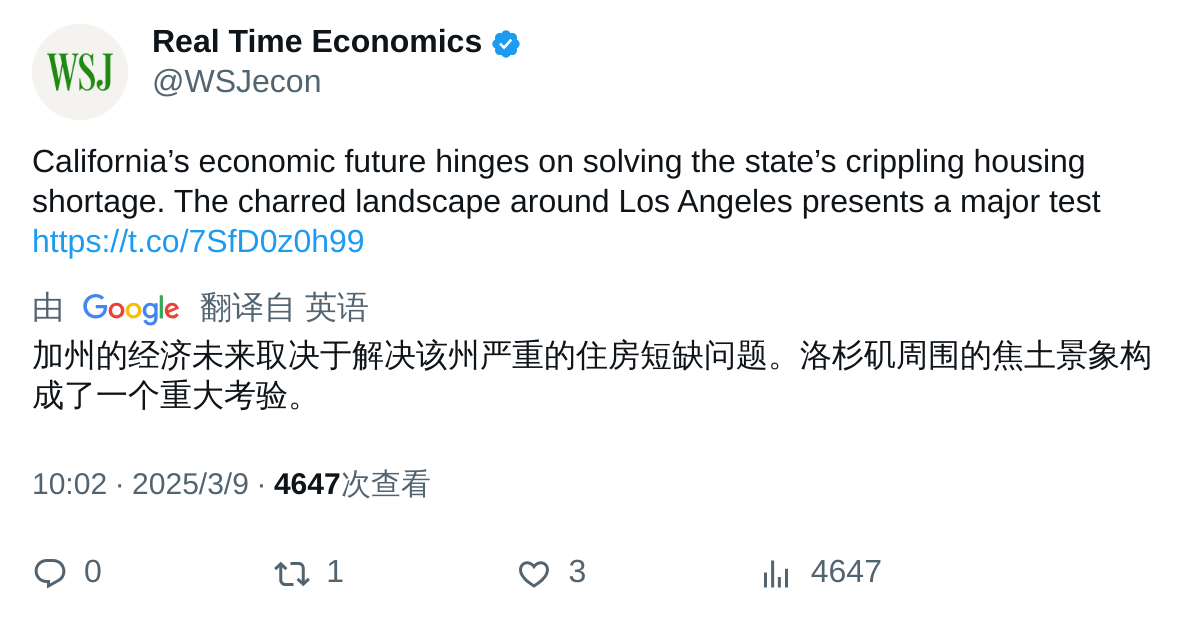 WSJ
Real Time Economics
@WSJecon
California’s economic future hinges on solving the state’s crippling housing
shortage. The charred landscape around Los Angeles presents a major test
https://t.co/7SfD0z0h99
由 Google 翻译自 英语
加州的经济未来取决于解决该州严重的住房短缺问题。洛杉矶周围的焦土景象构
成了一个重大考验。
10:02 · 2025/3/9 · 4647次查看
0 1 3 4647